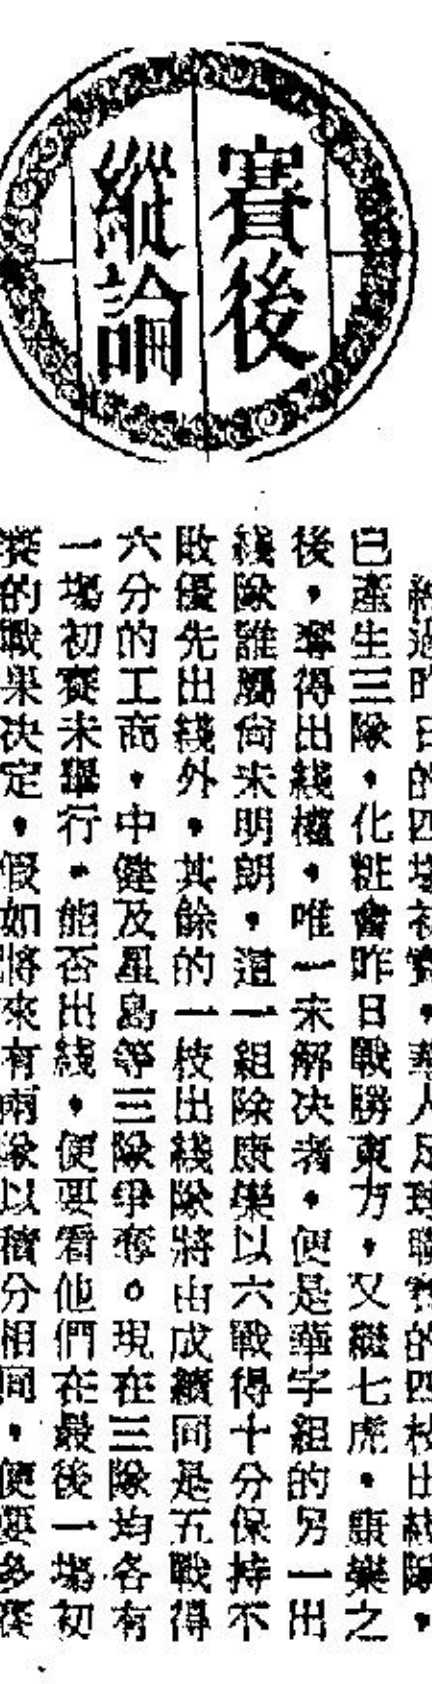 賽後
縱論
經過昨日的四場初賽，華人足球聯賽的四枝出綫隊，
已產生三隊，化粧會昨日戰勝東方，又繼七虎，康樂之
後，奪得出綫權，唯一未解决者，便是華字組的另一出
綫隊誰屬尙未明朗，這一組除康樂以六戰得十分保持不
敗優先出綫外，其餘的一枝出綫隊將由成績同是五戰得
六分的工商，中健及星島等三隊爭奪。現在三隊均各有
一塲初賽未舉行，能否出綫，便要看他們在最後一塲初
賽的戰果决定，假如將來有兩隊以積分相同，便要多賽